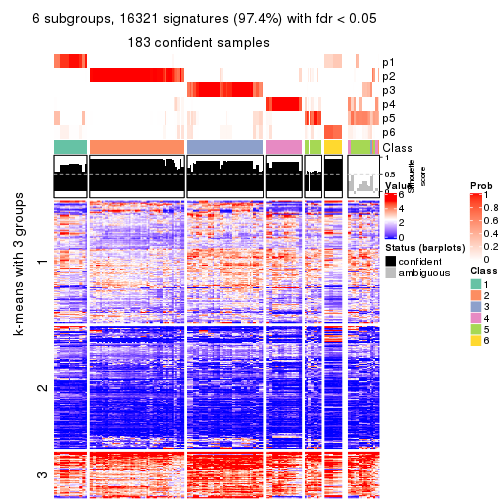 6 subgroups, 16321 signatures (97.4%) with fdr < 0.05
183 confident samples
p1
p2
p3
p4
p5
p6
Class
1
0.5
0
Silhouette
score
k-means with 3 groups
1
2
3
Value
6
4
2
0
Status (barplots)
confident
ambiguous
Prob
1
0.8
0.6
0.4
0.2
0
Class
1
2
3
4
5
6